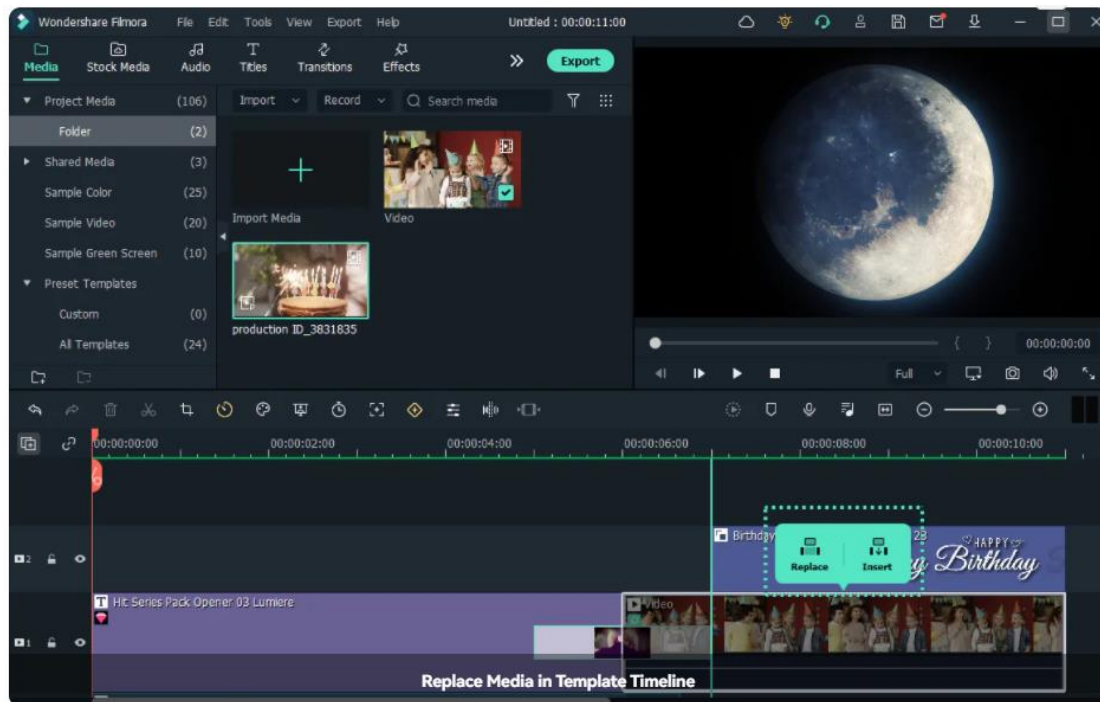 Wondershare Filmora File Edit Tools View Export Help Untitled : 00:00:11:00
Media Stock Media Audio Titles Transitions Effects Export
Project Media (106) Import Record Search media
Folder (2)
Shared Media (3)
Sample Color (25)
Sample Video (20) Import Media Video
Sample Green Screen (10)
Preset Templates
Custom (0)
production ID_3831835
All Templates (24)
{ } 00:00:00:00
Full
00:00:00:00 00:00:02:00 00:00:04:00 00:00:06:00 00:00:08:00 00:00:10:00
Birthday 23
HAPPY
Birthday
Replace Insert
2
T Hit Series Pack Opener 03 Lumiere
Video
1
Replace Media in Template Timeline